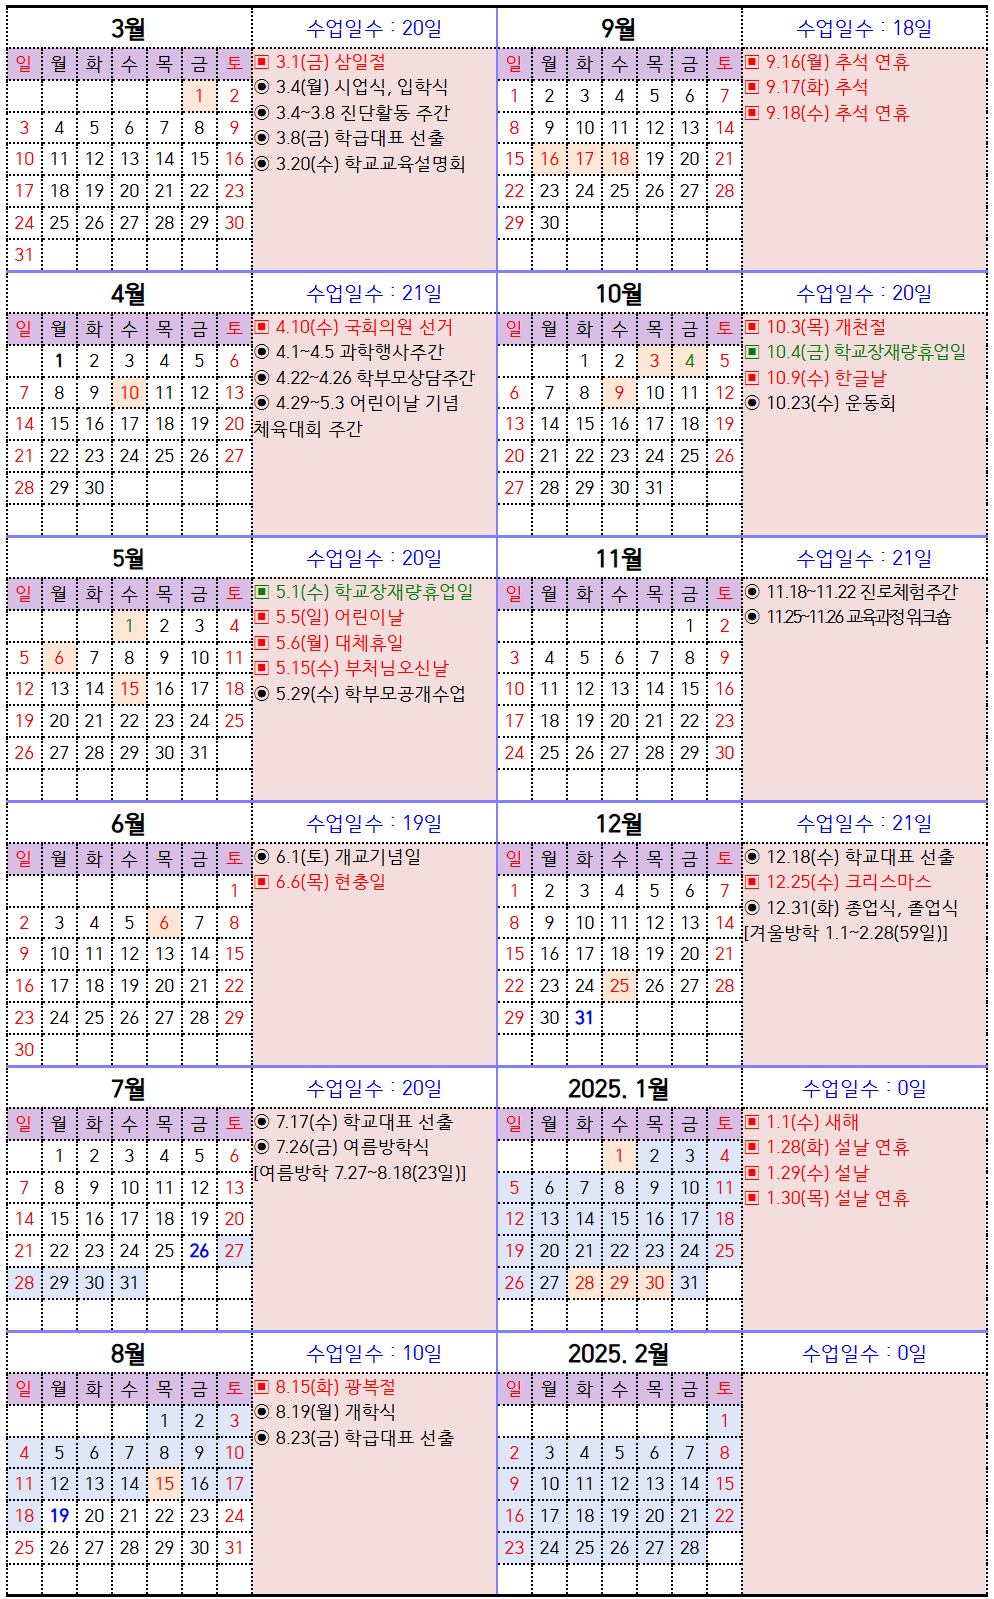 3월 수업일수 : 20일
일 월 화 수 목 금 토
1 2
3 4 5 6 7 8 9
10 11 12 13 14 15 16
17 18 19 20 21 22 23
24 25 26 27 28 29 30
31
▣ 3.1(금) 삼일절
◉ 3.4(월) 시업식, 입학식
◉ 3.4~3.8 진단활동 주간
◉ 3.8(금) 학급대표 선출
◉ 3.20(수) 학교교육설명회
9월 수업일수 : 18일
일 월 화 수 목 금 토
1 2 3 4 5 6 7
8 9 10 11 12 13 14
15 16 17 18 19 20 21
22 23 24 25 26 27 28
29 30
▣ 9.16(월) 추석 연휴
▣ 9.17(화) 추석
▣ 9.18(수) 추석 연휴
4월 수업일수 : 21일
일 월 화 수 목 금 토
1 2 3 4 5 6
7 8 9 10 11 12 13
14 15 16 17 18 19 20
21 22 23 24 25 26 27
28 29 30
▣ 4.10(수) 국회의원 선거
◉ 4.1~4.5 과학행사주간
◉ 4.22~4.26 학부모상담주간
◉ 4.29~5.3 어린이날 기념
체육대회 주간
10월 수업일수 : 20일
일 월 화 수 목 금 토
1 2 3 4 5
6 7 8 9 10 11 12
13 14 15 16 17 18 19
20 21 22 23 24 25 26
27 28 29 30 31
▣ 10.3(목) 개천절
▣ 10.4(금) 학교장재량휴업일
▣ 10.9(수) 한글날
◉ 10.23(수) 운동회
5월 수업일수 : 20일
일 월 화 수 목 금 토
1 2 3 4
5 6 7 8 9 10 11
12 13 14 15 16 17 18
19 20 21 22 23 24 25
26 27 28 29 30 31
▣ 5.1(수) 학교장재량휴업일
▣ 5.5(일) 어린이날
▣ 5.6(월) 대체휴일
▣ 5.15(수) 부처님오신날
◉ 5.29(수) 학부모공개수업
11월 수업일수 : 21일
일 월 화 수 목 금 토
1 2
3 4 5 6 7 8 9
10 11 12 13 14 15 16
17 18 19 20 21 22 23
24 25 26 27 28 29 30
◉ 11.18~11.22 진로체험주간
◉ 11.25~11.26 교육과정워크숍
6월 수업일수 : 19일
일 월 화 수 목 금 토
1
2 3 4 5 6 7 8
9 10 11 12 13 14 15
16 17 18 19 20 21 22
23 24 25 26 27 28 29
30
◉ 6.1(토) 개교기념일
▣ 6.6(목) 현충일
12월 수업일수 : 21일
일 월 화 수 목 금 토
1 2 3 4 5 6 7
8 9 10 11 12 13 14
15 16 17 18 19 20 21
22 23 24 25 26 27 28
29 30 31
◉ 12.18(수) 학교대표 선출
▣ 12.25(수) 크리스마스
◉ 12.31(화) 종업식, 졸업식
[겨울방학 1.1~2.28(59일)]
7월 수업일수 : 20일
일 월 화 수 목 금 토
1 2 3 4 5 6
7 8 9 10 11 12 13
14 15 16 17 18 19 20
21 22 23 24 25 26 27
28 29 30 31
◉ 7.17(수) 학교대표 선출
◉ 7.26(금) 여름방학식
[여름방학 7.27~8.18(23일)]
2025. 1월 수업일수 : 0일
일 월 화 수 목 금 토
1 2 3 4
5 6 7 8 9 10 11
12 13 14 15 16 17 18
19 20 21 22 23 24 25
26 27 28 29 30 31
▣ 1.1(수) 새해
▣ 1.28(화) 설날 연휴
▣ 1.29(수) 설날
▣ 1.30(목) 설날 연휴
8월 수업일수 : 10일
일 월 화 수 목 금 토
1 2 3
4 5 6 7 8 9 10
11 12 13 14 15 16 17
18 19 20 21 22 23 24
25 26 27 28 29 30 31
▣ 8.15(화) 광복절
◉ 8.19(월) 개학식
◉ 8.23(금) 학급대표 선출
2025. 2월 수업일수 : 0일
일 월 화 수 목 금 토
1
2 3 4 5 6 7 8
9 10 11 12 13 14 15
16 17 18 19 20 21 22
23 24 25 26 27 28